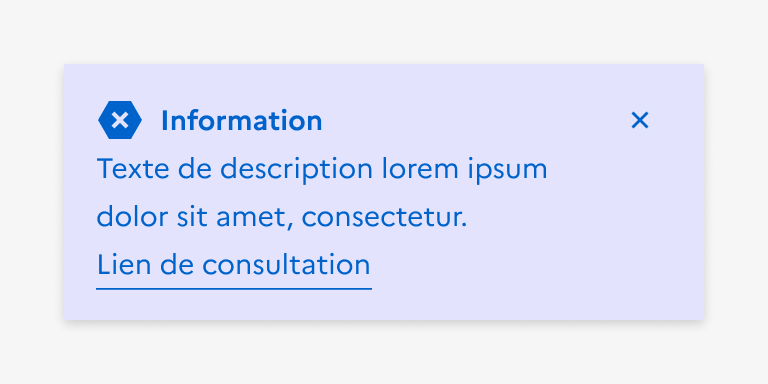 Information
Texte de description lorem ipsum
dolor sit amet, consectetur.
Lien de consultation